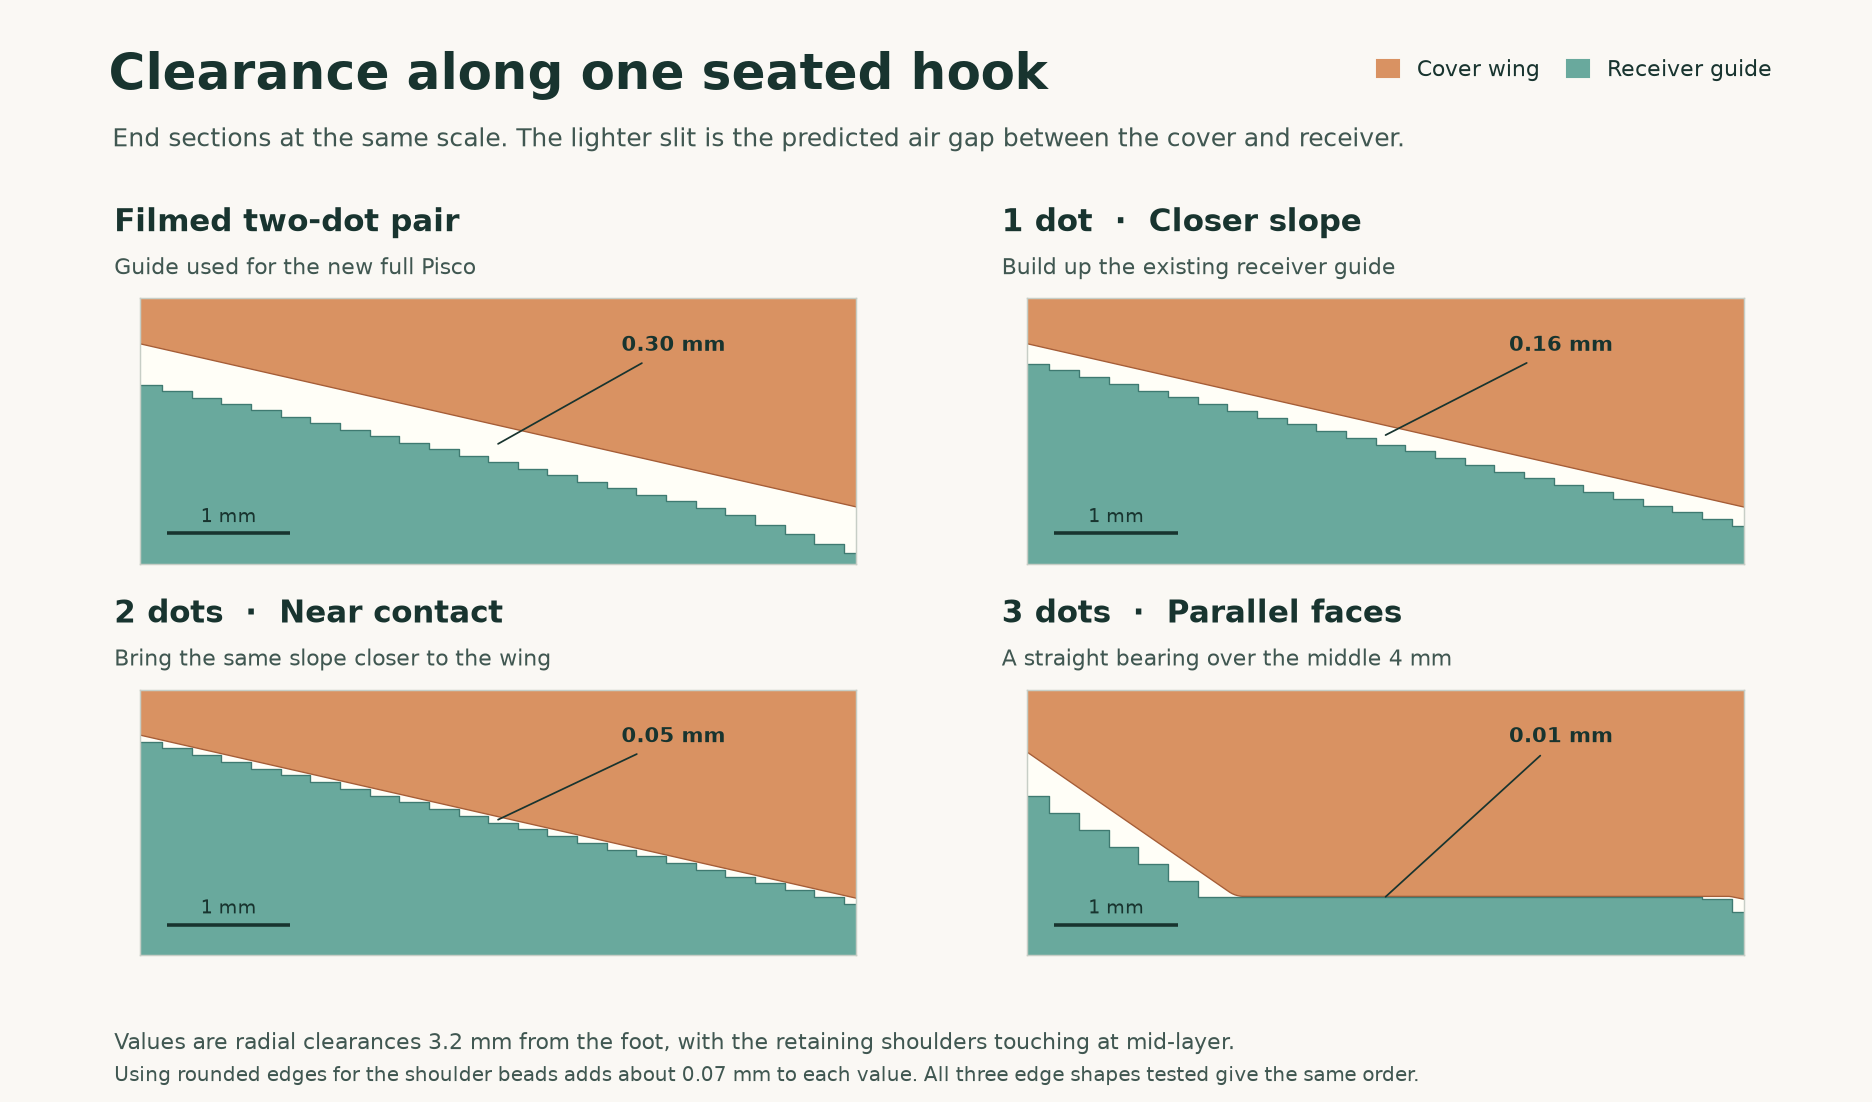 Clearance along one seated hook
Cover wing
Receiver guide
End sections at the same scale. The lighter slit is the predicted air gap between the cover and receiver.
Filmed two-dot pair
Guide used for the new full Pisco
0.30 mm
1 mm
1 dot · Closer slope
Build up the existing receiver guide
0.16 mm
1 mm
2 dots · Near contact
Bring the same slope closer to the wing
0.05 mm
1 mm
3 dots · Parallel faces
A straight bearing over the middle 4 mm
0.01 mm
1 mm
Values are radial clearances 3.2 mm from the foot, with the retaining shoulders touching at mid-layer.
Using rounded edges for the shoulder beads adds about 0.07 mm to each value. All three edge shapes tested give the same order.